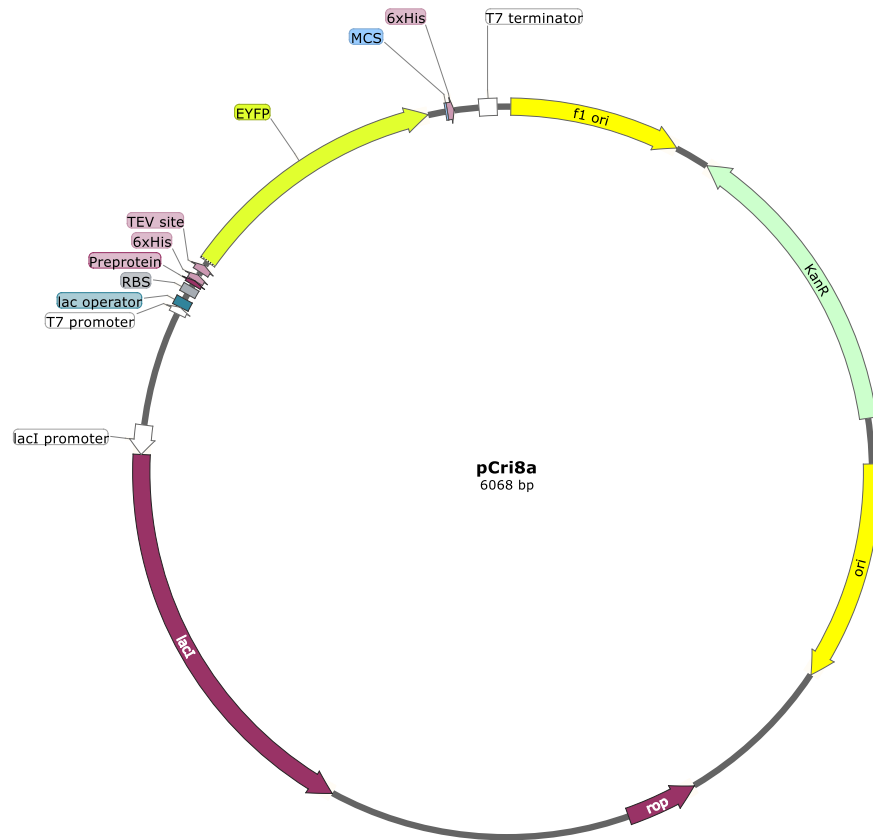 6xHis
T7 terminator
MCS
f1 ori
EYFP
TEV site
6xHis
Preprotein
RBS
lac operator
T7 promoter
KanR
lacI promoter
pCri8a
6068 bp
ori
lacI
rop